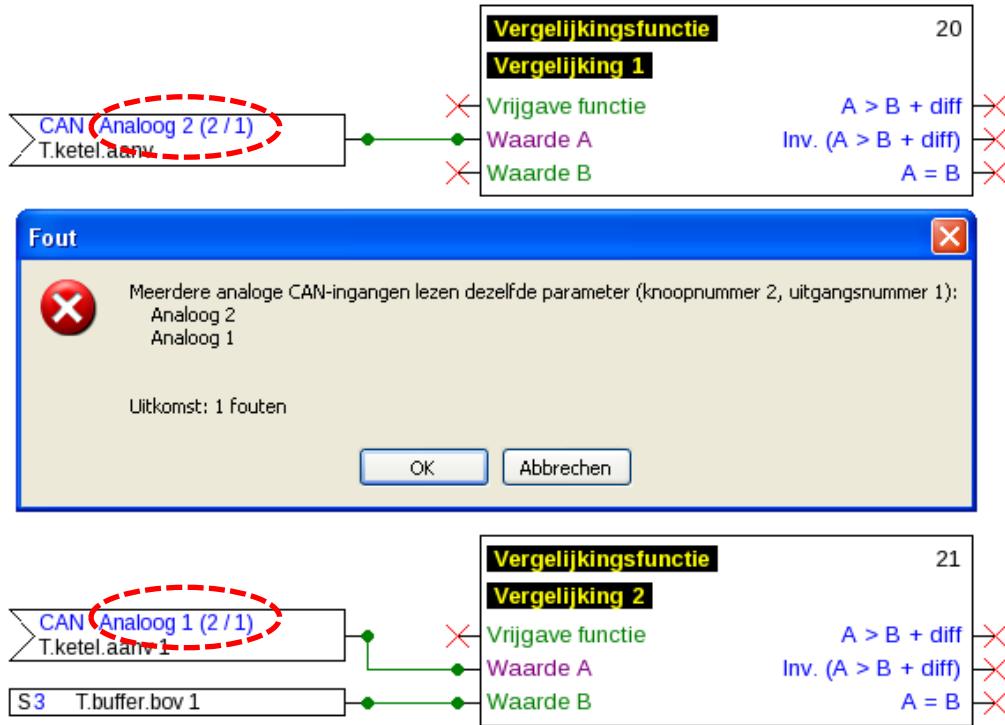 Vergelijkingsfunctie 20
Vergelijking 1
Vrijgave functie A > B + diff
CAN Analoog 2 (2 / 1)
T.ketel.aanv
Waarde A Inv. (A > B + diff)
Waarde B A = B
Fout
Meerdere analoge CAN-ingangen lezen dezelfde parameter (knoopnummer 2, uitgangsnummer 1):
Analoog 2
Analoog 1
Uitkomst: 1 fouten
OK Abbrechen
Vergelijkingsfunctie 21
Vergelijking 2
CAN Analoog 1 (2 / 1)
T.ketel.aanv 1
Vrijgave functie A > B + diff
Waarde A Inv. (A > B + diff)
S3 T.buffer.bov 1
Waarde B A = B